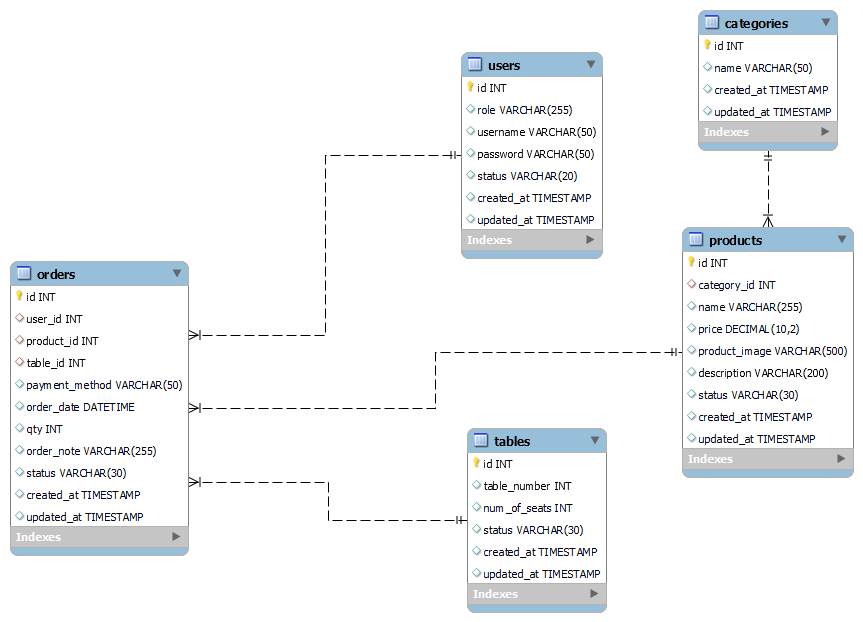 categories
id INT
name VARCHAR(50)
created_at TIMESTAMP
updated_at TIMESTAMP
Indexes
users
id INT
role VARCHAR(255)
username VARCHAR(50)
password VARCHAR(50)
status VARCHAR(20)
created_at TIMESTAMP
updated_at TIMESTAMP
Indexes
products
id INT
category_id INT
name VARCHAR(255)
price DECIMAL(10,2)
product_image VARCHAR(500)
description VARCHAR(200)
status VARCHAR(30)
created_at TIMESTAMP
updated_at TIMESTAMP
Indexes
orders
id INT
user_id INT
product_id INT
table_id INT
payment_method VARCHAR(50)
order_date DATETIME
qty INT
order_note VARCHAR(255)
status VARCHAR(30)
created_at TIMESTAMP
updated_at TIMESTAMP
Indexes
tables
id INT
table_number INT
num_of_seats INT
status VARCHAR(30)
created_at TIMESTAMP
updated_at TIMESTAMP
Indexes